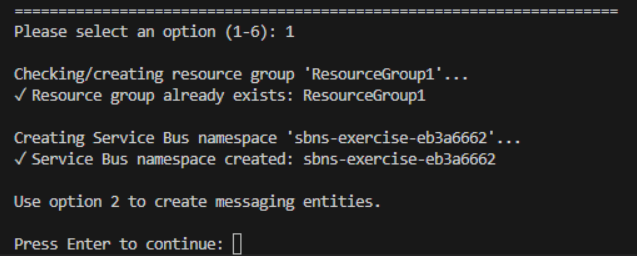 ==============================================================================
Please select an option (1-6): 1
Checking/creating resource group 'ResourceGroup1'...
✓ Resource group already exists: ResourceGroup1
Creating Service Bus namespace 'sbns-exercise-eb3a6662'...
✓ Service Bus namespace created: sbns-exercise-eb3a6662
Use option 2 to create messaging entities.
Press Enter to continue: